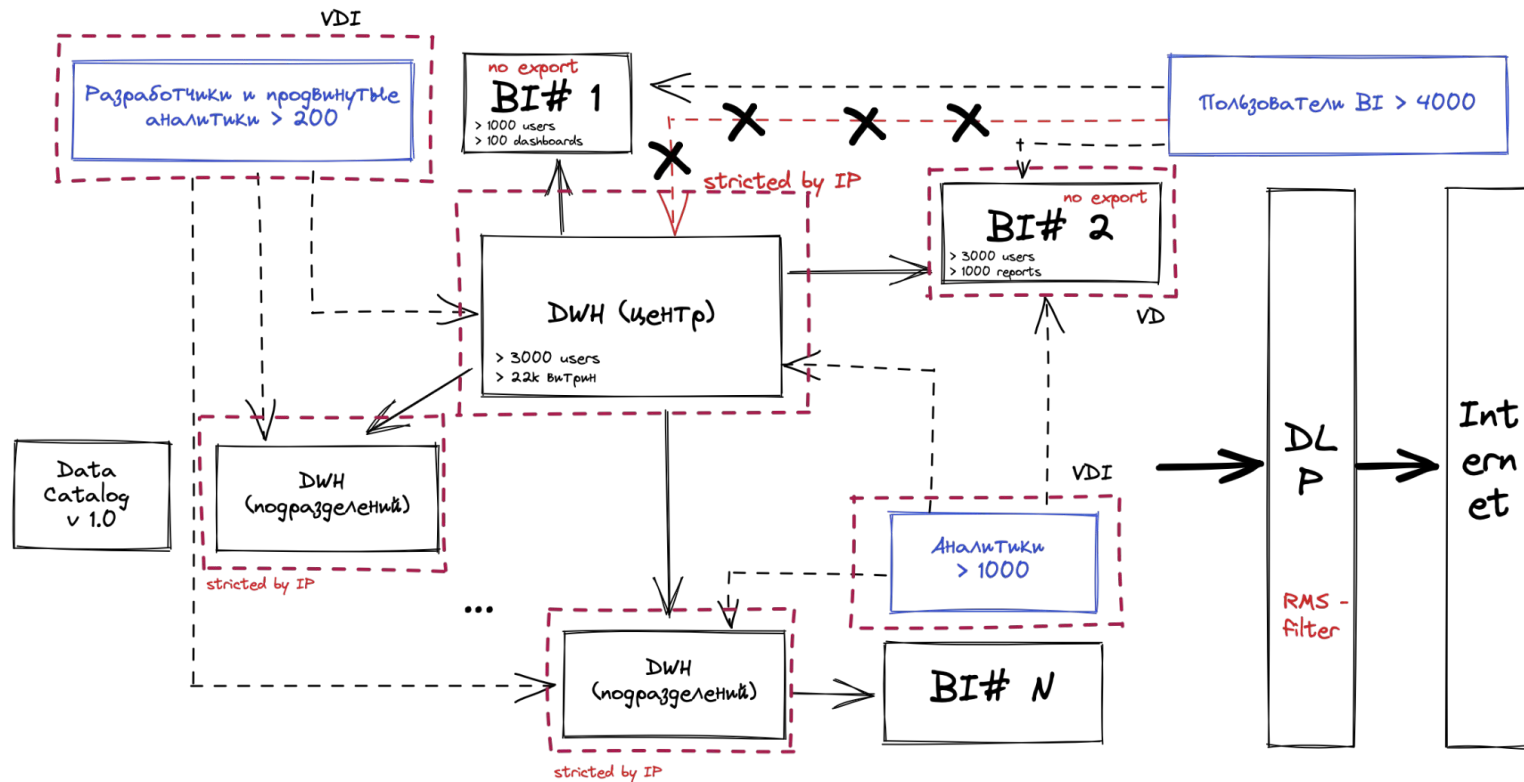 VDI
Разработчики и продвинутые
аналитики > 200
no export
BI# 1
> 1000 users
> 100 dashboards
Пользователи BI > 4000
stricted by IP
no export
BI# 2
> 3000 users
> 1000 reports
VD
DWH (центр)
> 3000 users
> 22k витрин
Data
Catalog
v 1.0
DWH
(подразделений)
stricted by IP
...
VDI
Аналитики
> 1000
DWH
(подразделений)
stricted by IP
BI# N
DL
P
RMS -
filter
Int
ern
et